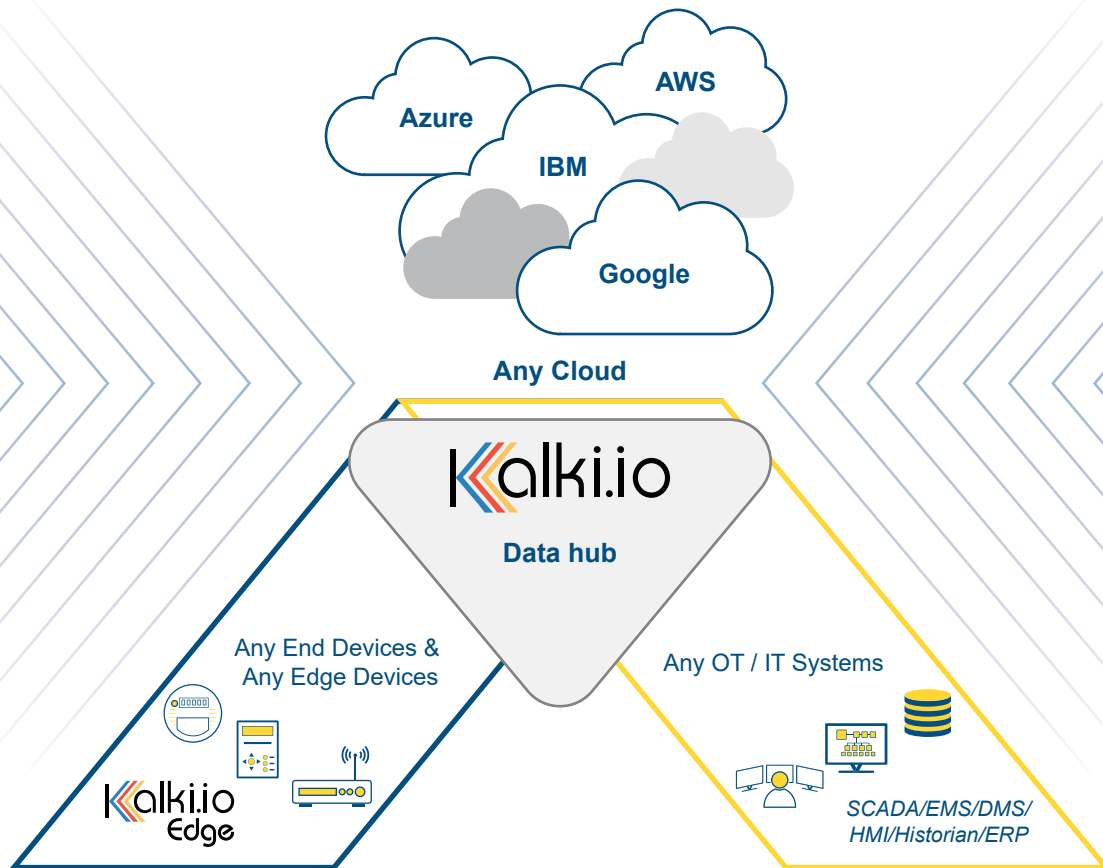 AWS
Azure
IBM
Google
Any Cloud
Kalki.io
Data hub
Any End Devices &
Any Edge Devices
Any OT / IT Systems
Kalki.io
Edge
SCADA/EMS/DMS/
HMI/Historian/ERP